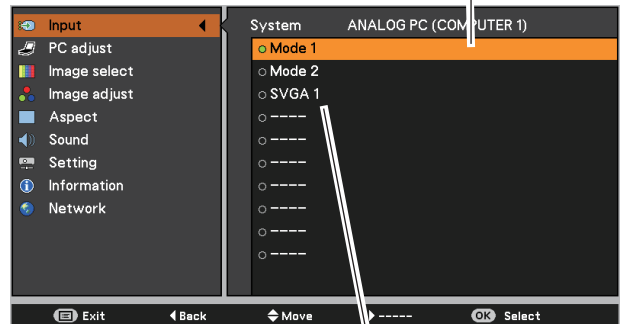 Input
PC adjust
Image select
Image adjust
Aspect
Sound
Setting
Information
Network
System ANALOG PC (COMPUTER 1)
Mode 1
Mode 2
SVGA 1
----
----
----
----
----
----
----
Exit Back Move ----- OK Select